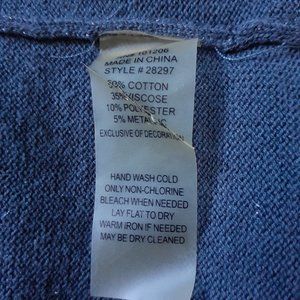 MADE IN CHINA
STYLE # 28297
COTTON
35% VISCOSE
10% POLYESTER
5% METALLIC
EXCLUSIVE OF DECORATION
HAND WASH COLD
ONLY NON-CHLORINE
BLEACH WHEN NEEDED
LAY FLAT TO DRY
WARM IRON IF NEEDED
MAY BE DRY CLEANED